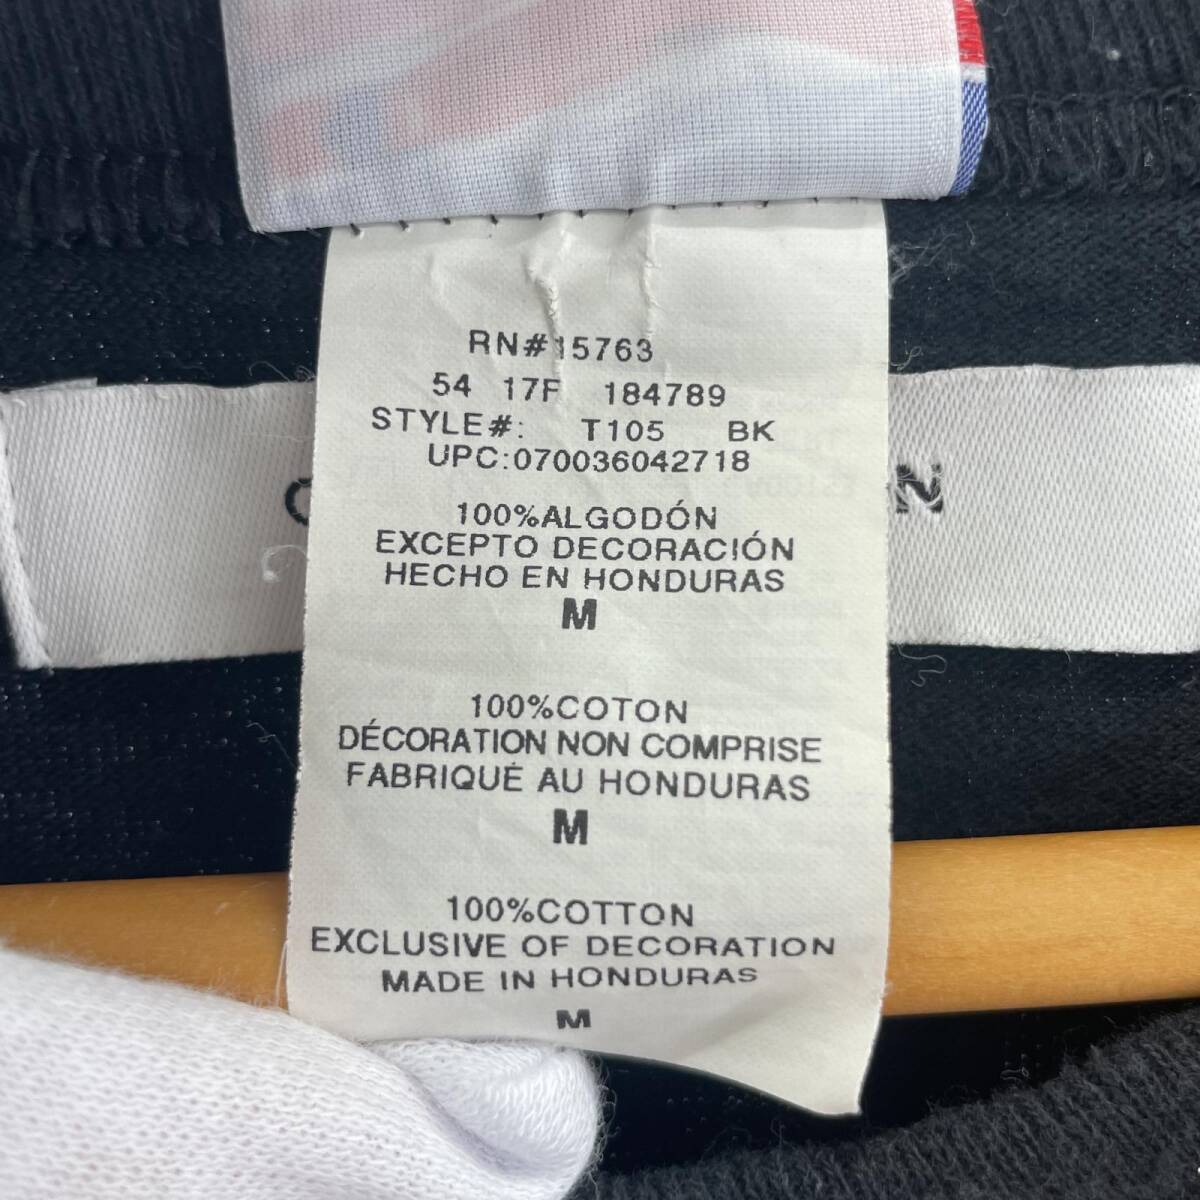 RN#15763
54 17F 184789
STYLE#: T105 BK
UPC:070036042718
100%ALGODÓN
EXCEPTO DECORACIÓN
HECHO EN HONDURAS
M
100%COTON
DÉCORATION NON COMPRISE
FABRIQUÉ AU HONDURAS
M
100%COTTON
EXCLUSIVE OF DECORATION
MADE IN HONDURAS
M